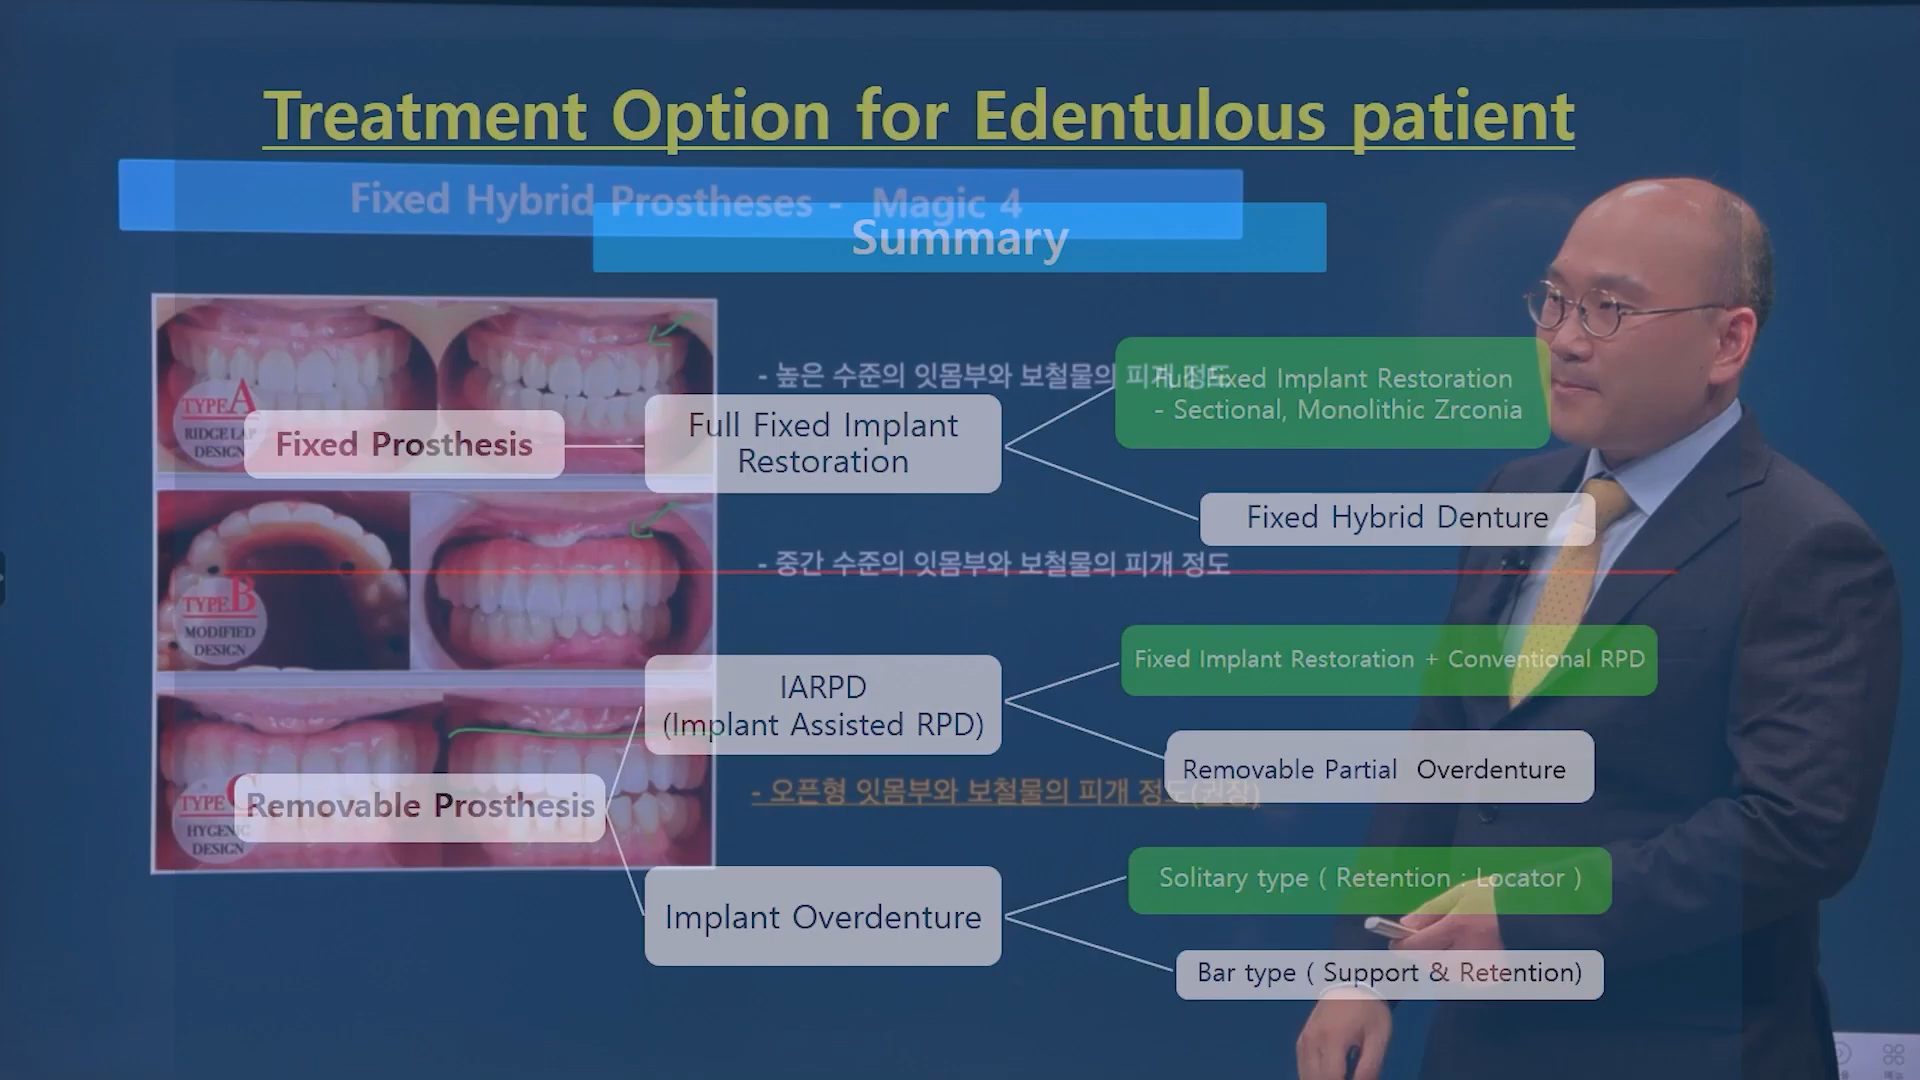 Treatment Option for Edentulous patient
Fixed Hybrid Prostheses - Magic 4
Summary
TYPE A
RIDGE LAP
DESIGN
Fixed Prosthesis
Full Fixed Implant
Restoration
- 높은 수준의 잇몸부와 보철물의 피개 정도
Full Fixed Implant Restoration
- Sectional, Monolithic Zrconia
Fixed Hybrid Denture
TYPE B
MODIFIED
DESIGN
- 중간 수준의 잇몸부와 보철물의 피개 정도
IARPD
(Implant Assisted RPD)
Fixed Implant Restoration + Conventional RPD
Removable Partial Overdenture
TYPE C
HYGENIC
DESIGN
Removable Prosthesis
- 오픈형 잇몸부와 보철물의 피개 정도(권장)
Implant Overdenture
Solitary type ( Retention : Locator )
Bar type ( Support & Retention)